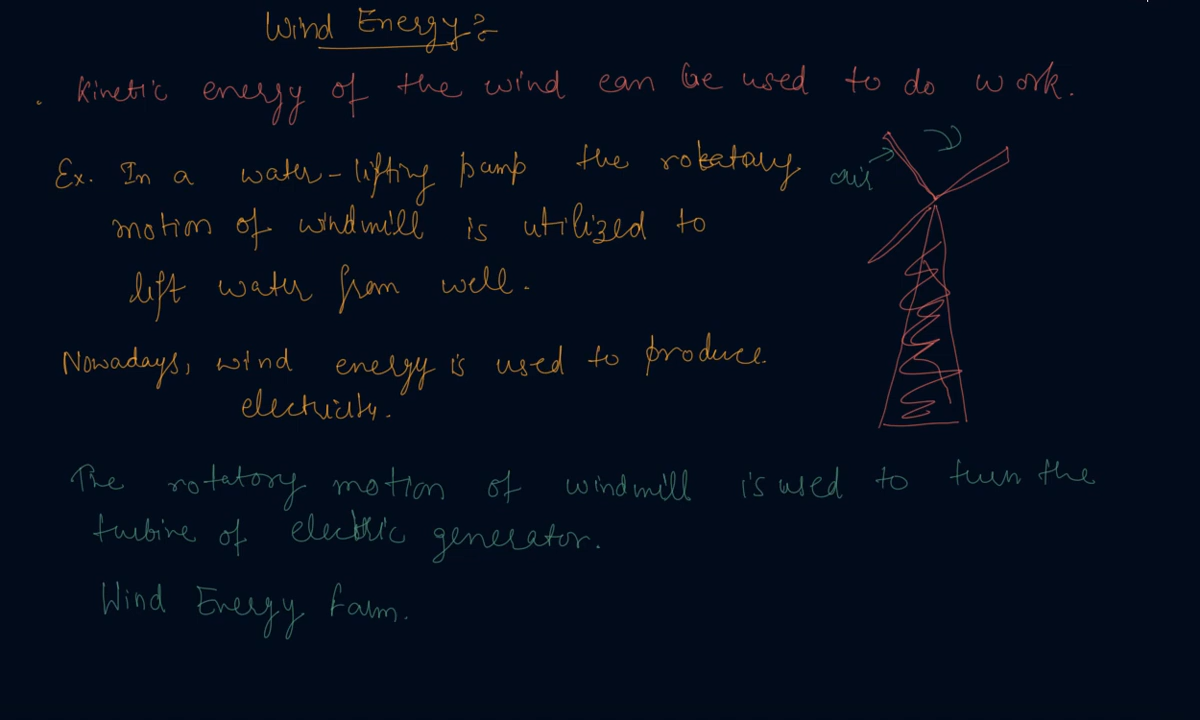 Wind Energy:-
. Kinetic energy of the wind can be used to do work.
Ex. In a water-lifting pump the rotatory
air
motion of windmill is utilized to
lift water from well.
Nowadays, wind energy is used to produce
electricity.
The rotatory motion of windmill is used to turn the
turbine of electric generator.
Wind Energy farm.